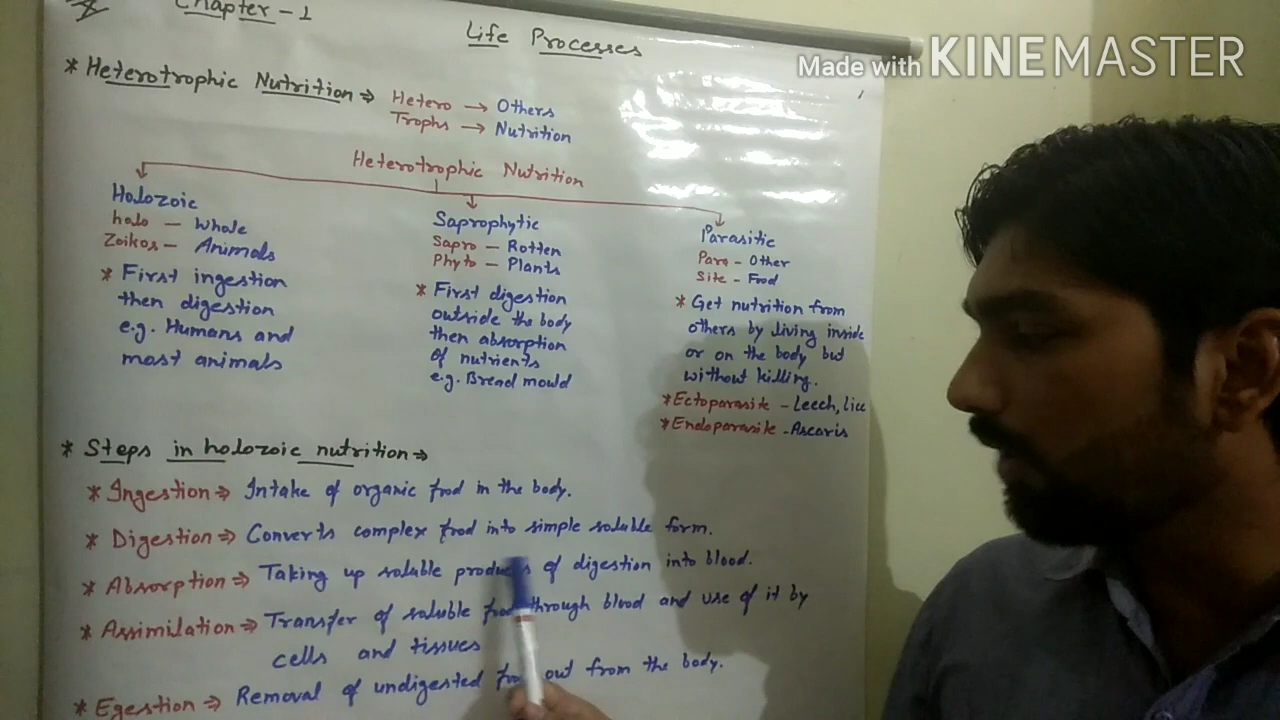 Chapter - 1
Life Processes
Made with KINEMASTER
* Heterotrophic Nutrition ⇒
Hetero → Others
Trophs → Nutrition
Heterotrophic Nutrition
Holozoic
holo - Whole
Zoikos - Animals
* First ingestion
then digestion
e.g. Humans and
most animals
Saprophytic
Sapro - Rotten
Phyto - Plants
* First digestion
outside the body
then absorption
of nutrients
e.g. Bread mould
Parasitic
Para - Other
Site - Food
* Get nutrition from
others by living inside
or on the body but
without killing.
* Ectoparasite - Leech, Lice
* Endoparasite - Ascaris
* Steps in holozoic nutrition ⇒
* Ingestion ⇒ Intake of organic food in the body.
* Digestion ⇒ Converts complex food into simple soluble form.
* Absorption ⇒ Taking up soluble products of digestion into blood.
* Assimilation ⇒ Transfer of soluble food through blood and use of it by
cells and tissues
* Egestion ⇒ Removal of undigested food out from the body.